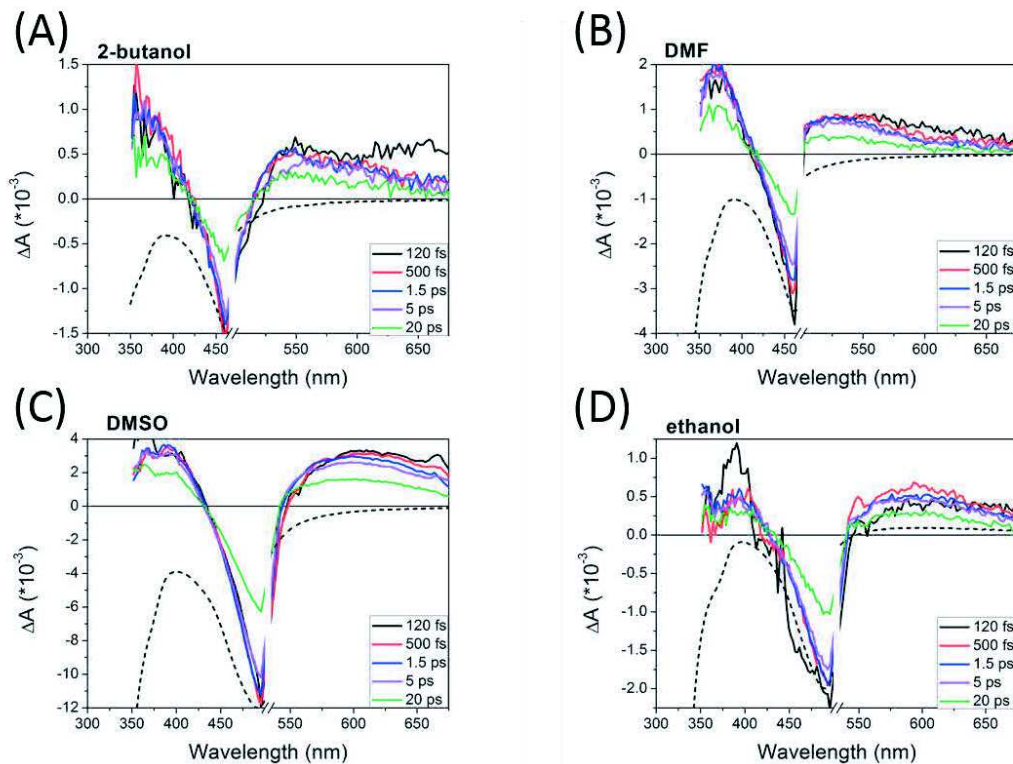 (A)
2-butanol
1.5
1.0
0.5
0.0
-0.5
-1.0
-1.5
ΔA (*10⁻³)
120 fs
500 fs
1.5 ps
5 ps
20 ps
300 350 400 450 550 600 650
Wavelength (nm)
(B)
DMF
2
1
0
-1
-2
-3
-4
ΔA (*10⁻³)
120 fs
500 fs
1.5 ps
5 ps
20 ps
300 350 400 450 550 600 650
Wavelength (nm)
(C)
DMSO
4
2
0
-2
-4
-6
-8
-10
-12
ΔA (*10⁻³)
120 fs
500 fs
1.5 ps
5 ps
20 ps
300 350 400 450 550 600 650
Wavelength (nm)
(D)
ethanol
1.0
0.5
0.0
-0.5
-1.0
-1.5
-2.0
ΔA (*10⁻³)
120 fs
500 fs
1.5 ps
5 ps
20 ps
300 350 400 450 550 600 650
Wavelength (nm)